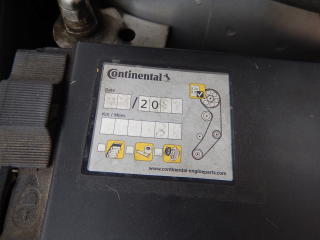 Continental
Date
/20
Km / Miles
www.continental-engineparts.com